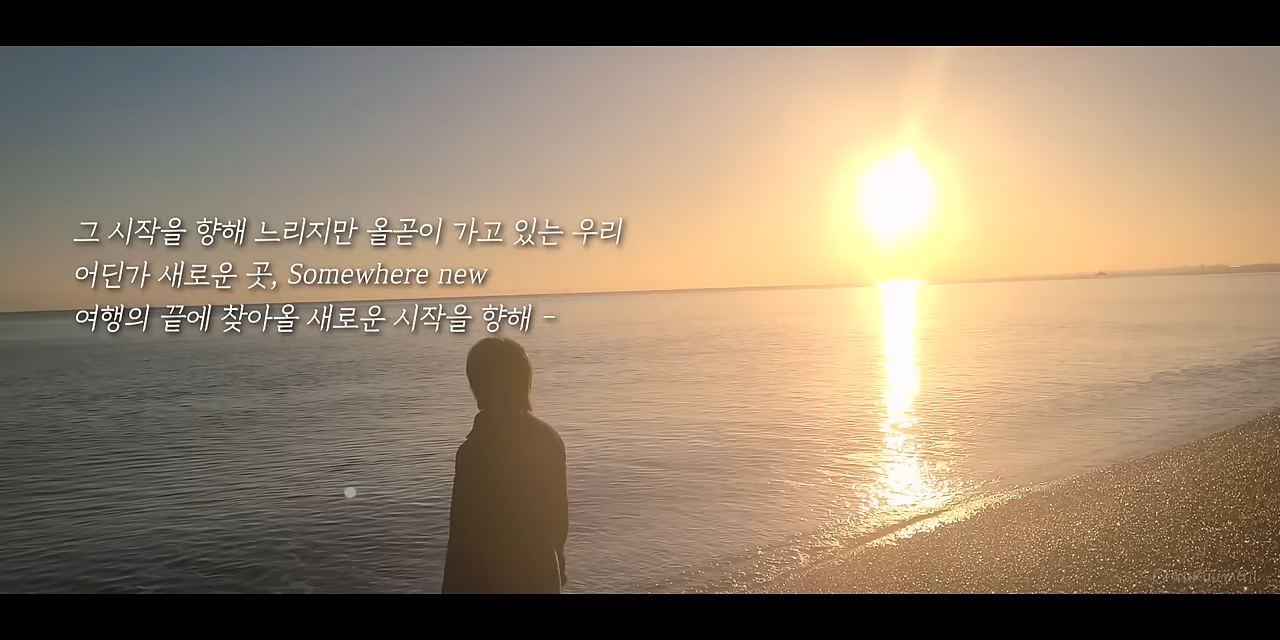 그 시작을 향해 느리지만 올곧이 가고 있는 우리
어딘가 새로운 곳, Somewhere new
여행의 끝에 찾아올 새로운 시작을 향해 -